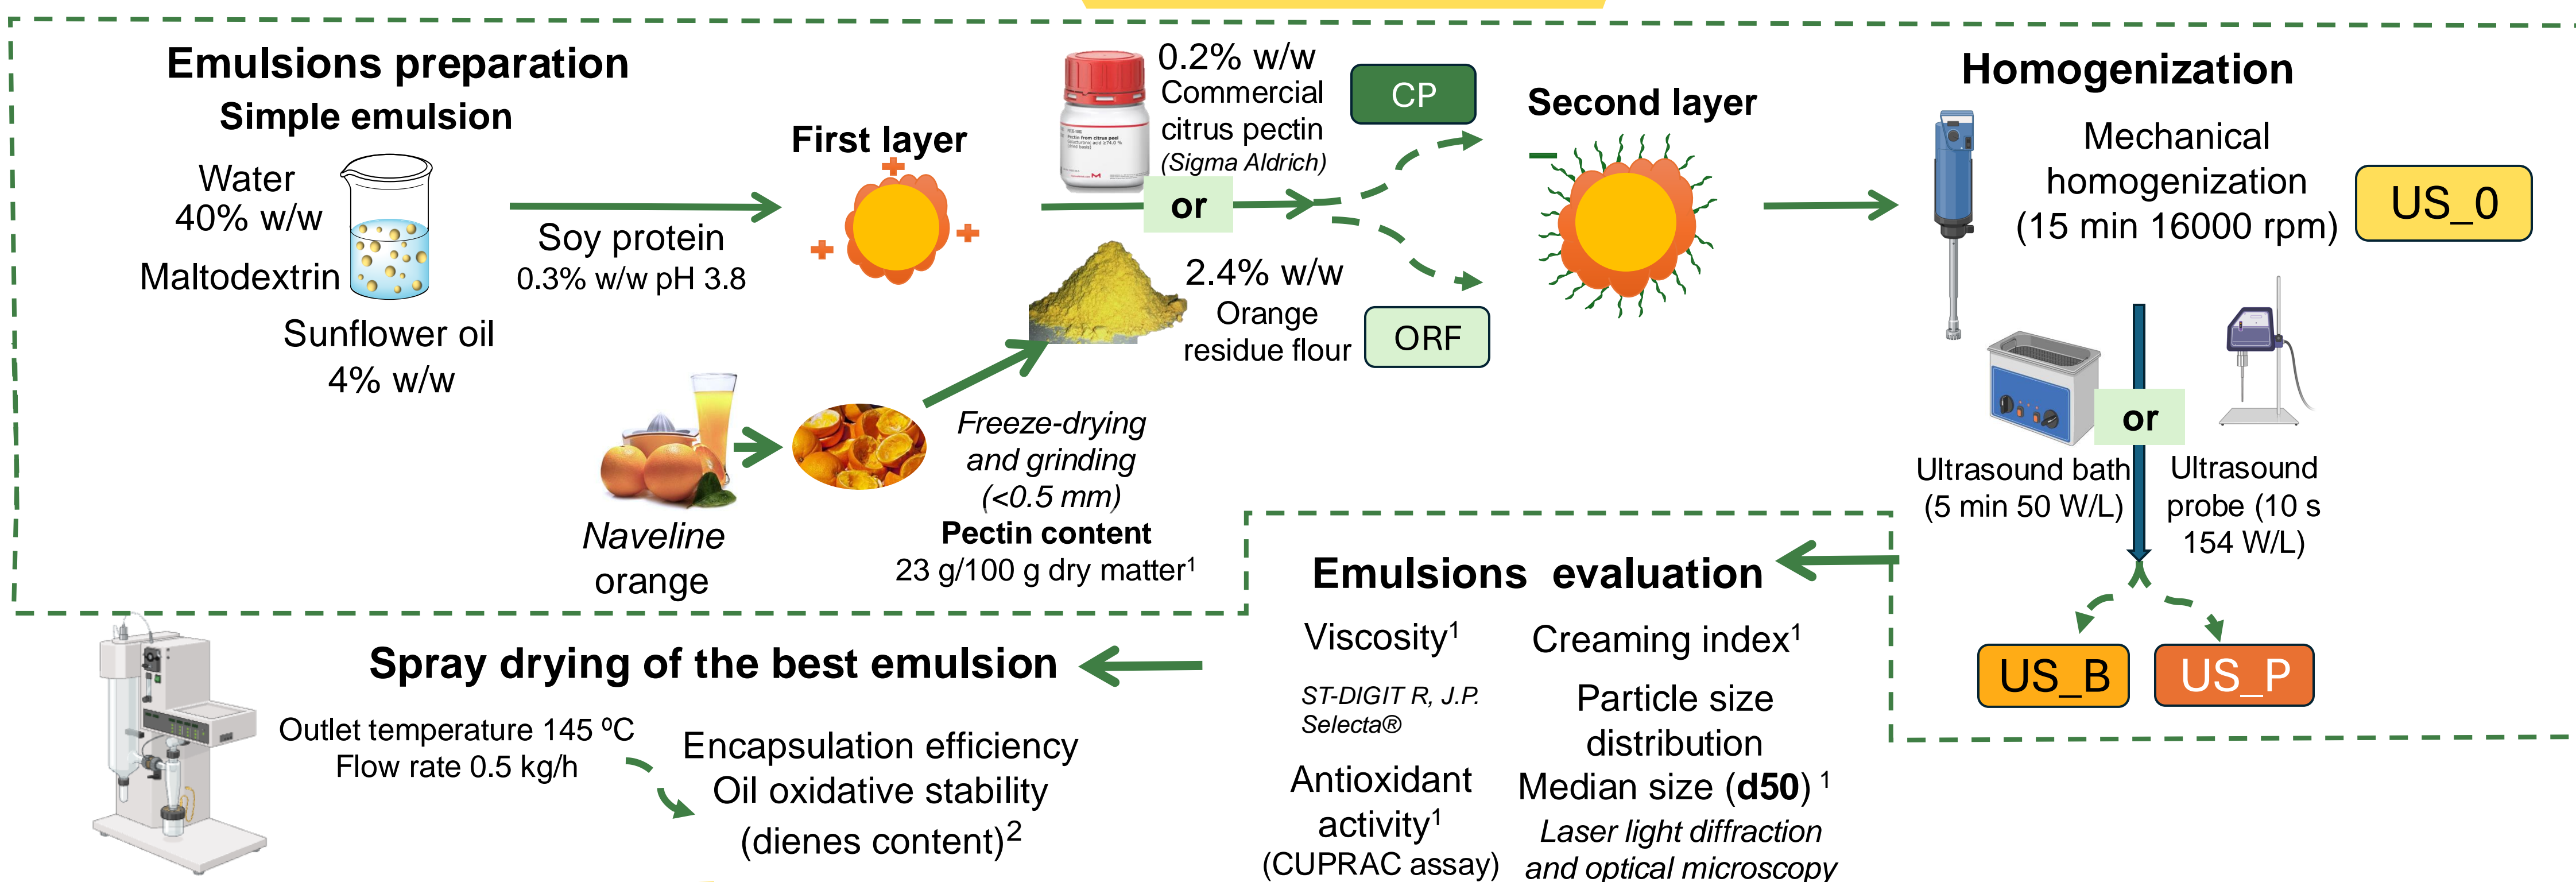 Emulsions preparation
Simple emulsion
Water
40% w/w
Maltodextrin
Sunflower oil
4% w/w
Soy protein
0.3% w/w pH 3.8
First layer
+
+
+
0.2% w/w
Commercial
citrus pectin
(Sigma Aldrich)
CP
Pectin from citrus peel
or
2.4% w/w
Orange
residue flour
ORF
Naveline
orange
Freeze-drying
and grinding
(<0.5 mm)
Pectin content
23 g/100 g dry matter¹
Second layer
Homogenization
Mechanical
homogenization
(15 min 16000 rpm)
US_0
or
Ultrasound bath
(5 min 50 W/L)
Ultrasound
probe (10 s
154 W/L)
US_B
US_P
Emulsions evaluation
Viscosity¹
ST-DIGIT R, J.P.
Selecta®
Antioxidant
activity¹
(CUPRAC assay)
Creaming index¹
Particle size
distribution
Median size (d50) ¹
Laser light diffraction
and optical microscopy
Spray drying of the best emulsion
Outlet temperature 145 ºC
Flow rate 0.5 kg/h
Encapsulation efficiency
Oil oxidative stability
(dienes content)²